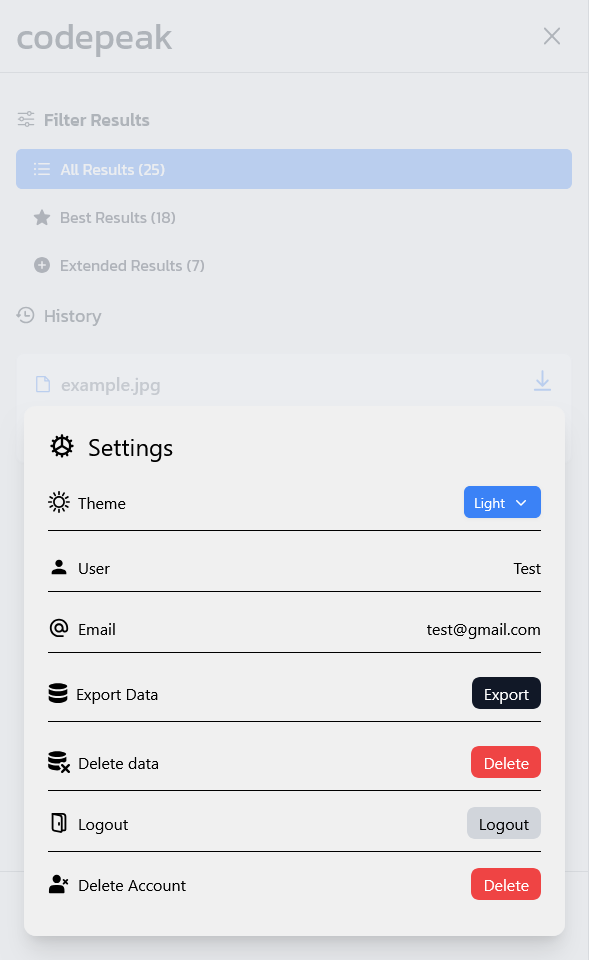 codepeak
Filter Results
All Results (25)
Best Results (18)
Extended Results (7)
History
example.jpg
Settings
Theme Light
User Test
Email test@gmail.com
Export Data Export
Delete data Delete
Logout Logout
Delete Account Delete